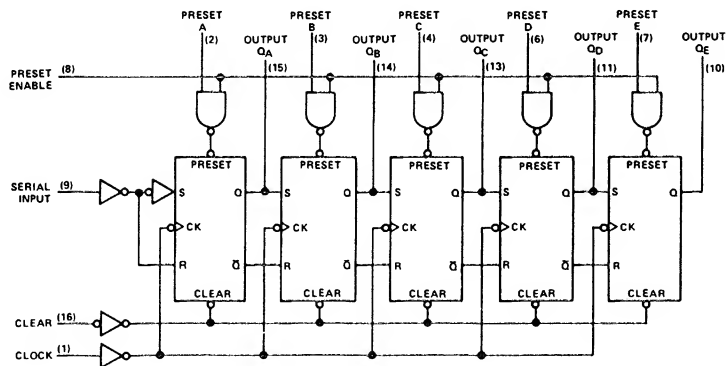 PRESET A (2)
OUTPUT QA (15)
PRESET B (3)
OUTPUT QB (14)
PRESET C (4)
OUTPUT QC (13)
PRESET D (6)
OUTPUT QD (11)
PRESET E (7)
OUTPUT QE (10)
PRESET ENABLE (8)
PRESET PRESET PRESET PRESET PRESET
SERIAL INPUT (9)
S Q S Q S Q S Q S Q
CK CK CK CK CK
R Q̅ R Q̅ R Q̅ R Q̅ R
CLEAR CLEAR CLEAR CLEAR CLEAR
CLEAR (16)
CLOCK (1)